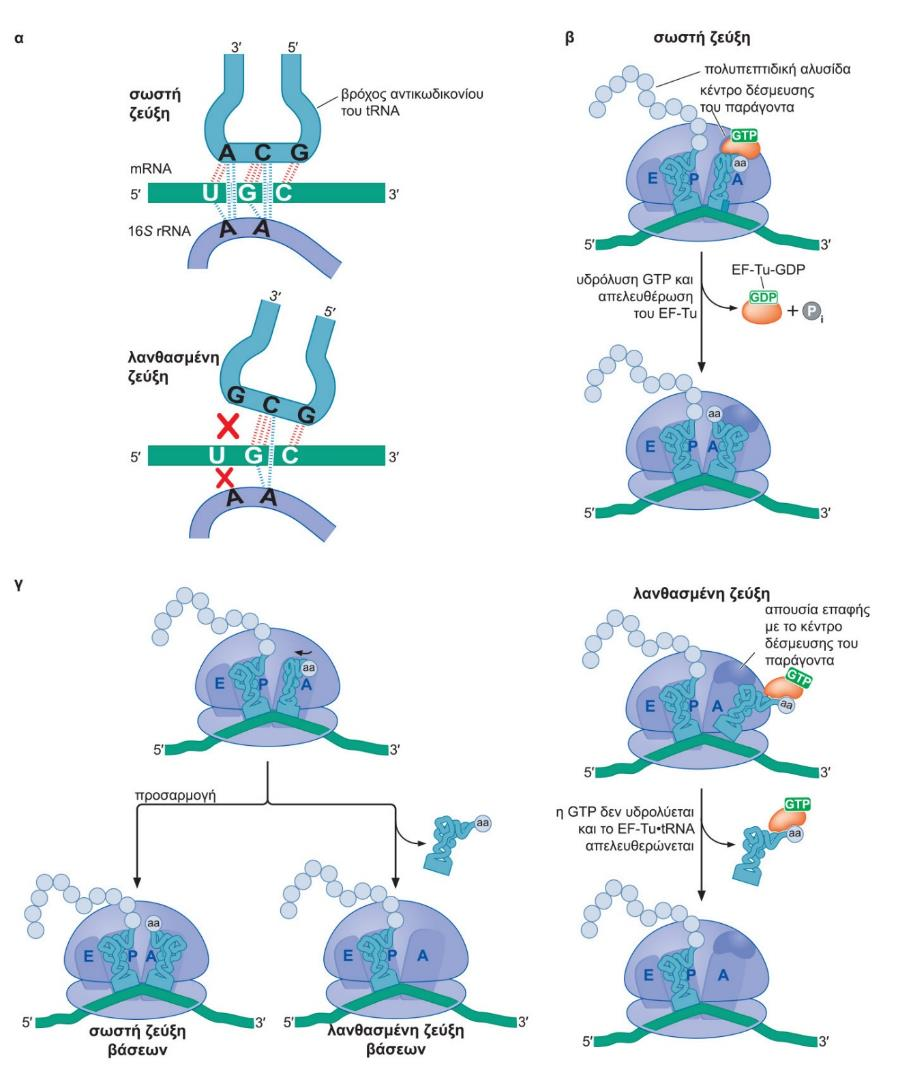 α
3′ 5′
σωστή
ζεύξη
βρόχος αντικωδικονίου
του tRNA
A C G
mRNA
5′ U G C 3′
16S rRNA
A A
3′
5′
λανθασμένη
ζεύξη
G C G
5′ U G C 3′
A A
β
σωστή ζεύξη
πολυπεπτιδική αλυσίδα
κέντρο δέσμευσης
του παράγοντα
GTP
aa
E P A
5′ 3′
υδρόλυση GTP και
απελευθέρωση
του EF-Tu
EF-Tu-GDP
GDP
+ Pi
aa
E P A
5′ 3′
λανθασμένη ζεύξη
απουσία επαφής
με το κέντρο
δέσμευσης του
παράγοντα
GTP
aa
E P A
5′ 3′
η GTP δεν υδρολύεται
και το EF-Tu•tRNA
απελευθερώνεται
GTP
aa
E P A
5′ 3′
γ
aa
E P A
5′ 3′
προσαρμογή
aa
aa
E P A
5′ 3′
σωστή ζεύξη
βάσεων
E P A
5′ 3′
λανθασμένη ζεύξη
βάσεων